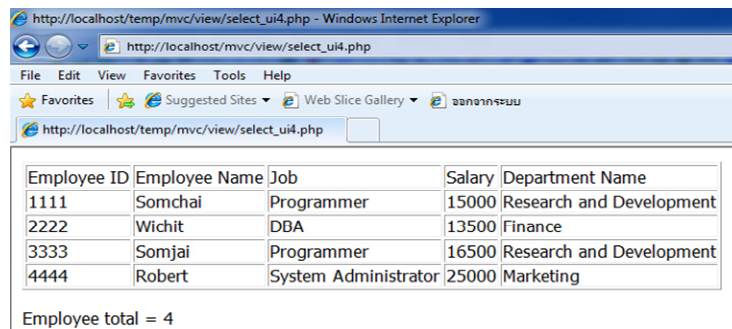 http://localhost/temp/mvc/view/select_ui4.php - Windows Internet Explorer
http://localhost/mvc/view/select_ui4.php
File Edit View Favorites Tools Help
Favorites Suggested Sites Web Slice Gallery ออกจากระบบ
http://localhost/temp/mvc/view/select_ui4.php
Employee ID Employee Name Job Salary Department Name
1111 Somchai Programmer 15000 Research and Development
2222 Wichit DBA 13500 Finance
3333 Somjai Programmer 16500 Research and Development
4444 Robert System Administrator 25000 Marketing
Employee total = 4